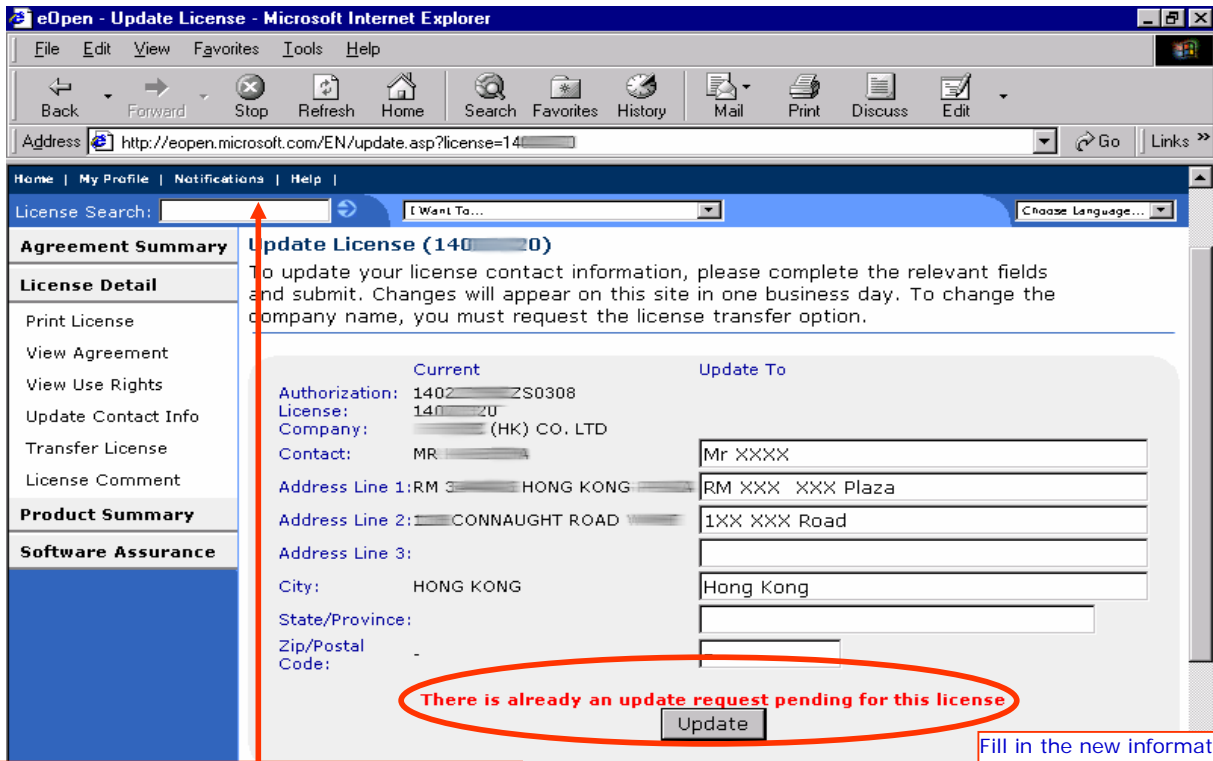 eOpen - Update License - Microsoft Internet Explorer
File Edit View Favorites Tools Help
Back Forward Stop Refresh Home Search Favorites History Mail Print Discuss Edit
Address http://eopen.microsoft.com/EN/update.asp?license=14 Go Links »
Home | My Profile | Notifications | Help |
License Search: I Want To... Choose Language...
Agreement Summary
License Detail
Print License
View Agreement
View Use Rights
Update Contact Info
Transfer License
License Comment
Product Summary
Software Assurance
Update License (140 20)
To update your license contact information, please complete the relevant fields
and submit. Changes will appear on this site in one business day. To change the
company name, you must request the license transfer option.
Current Update To
Authorization: 1402 ZS0308
License: 140 20
Company: (HK) CO. LTD
Contact: MR Mr XXXX
Address Line 1: RM 3 HONG KONG RM XXX XXX Plaza
Address Line 2: 1 CONNAUGHT ROAD 1XX XXX Road
Address Line 3:
City: HONG KONG Hong Kong
State/Province:
Zip/Postal
Code: - -
There is already an update request pending for this license
Update
Fill in the new informat